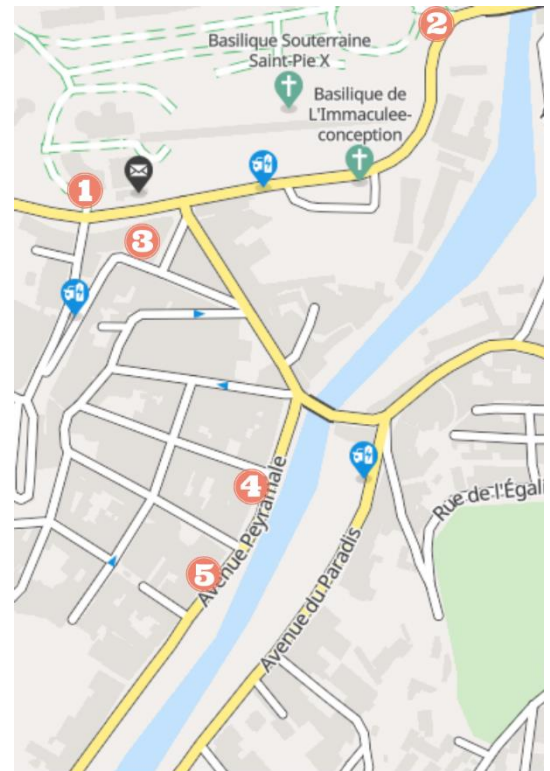 2
Basilique Souterraine
Saint-Pie X
Basilique de
L'Immaculee-
conception
1
3
4
Avenue Peyramale
5
Avenue du Paradis
Rue de l'Égali